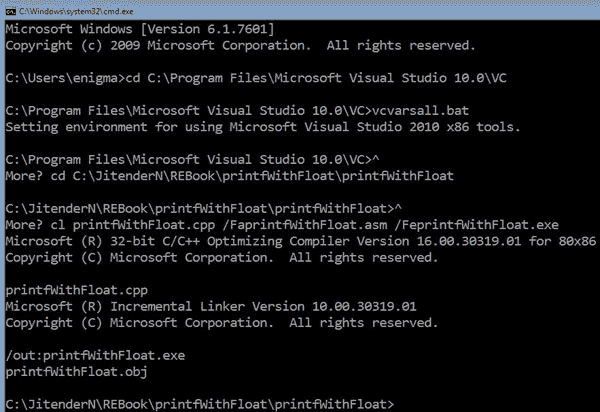 C:\Windows\system32\cmd.exe
Microsoft Windows [Version 6.1.7601]
Copyright (c) 2009 Microsoft Corporation.  All rights reserved.
C:\Users\enigma>cd C:\Program Files\Microsoft Visual Studio 10.0\VC
C:\Program Files\Microsoft Visual Studio 10.0\VC>vcvarsall.bat
Setting environment for using Microsoft Visual Studio 2010 x86 tools.
C:\Program Files\Microsoft Visual Studio 10.0\VC>^
More? cd C:\JitenderN\REBook\printfWithFloat\printfWithFloat
C:\JitenderN\REBook\printfWithFloat\printfWithFloat>^
More? cl printfWithFloat.cpp /FaprintfWithFloat.asm /FeprintfWithFloat.exe
Microsoft (R) 32-bit C/C++ Optimizing Compiler Version 16.00.30319.01 for 80x86
Copyright (C) Microsoft Corporation.  All rights reserved.
printfWithFloat.cpp
Microsoft (R) Incremental Linker Version 10.00.30319.01
Copyright (C) Microsoft Corporation.  All rights reserved.
/out:printfWithFloat.exe
printfWithFloat.obj
C:\JitenderN\REBook\printfWithFloat\printfWithFloat>